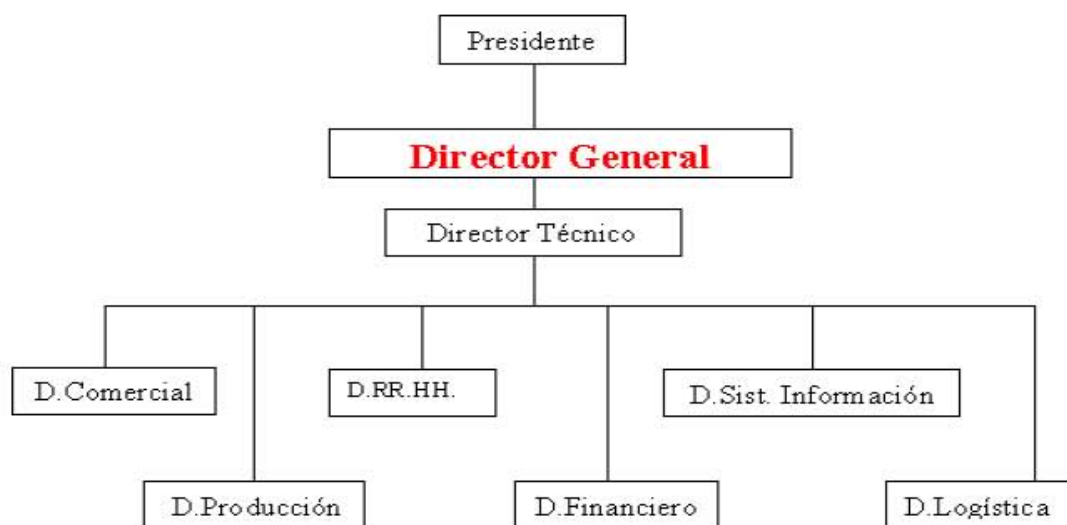 Presidente
Director General
Director Técnico
D.Comercial
D.RR.HH.
D.Sist. Información
D.Producción
D.Financiero
D.Logística